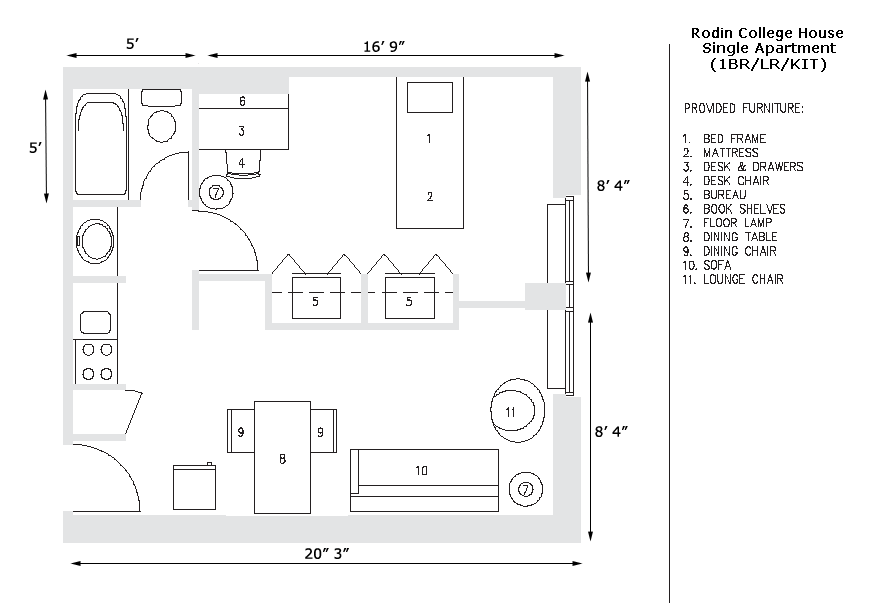 Rodin College House
Single Apartment
(1BR/LR/KIT)
PROVIDED FURNITURE:
1. BED FRAME
2. MATTRESS
3. DESK & DRAWERS
4. DESK CHAIR
5. BUREAU
6. BOOK SHELVES
7. FLOOR LAMP
8. DINING TABLE
9. DINING CHAIR
10. SOFA
11. LOUNGE CHAIR
5’
16’ 9”
5’
6
3
4
7
1
2
8’ 4”
5
5
9
9
8
11
8’ 4”
10
7
20” 3”